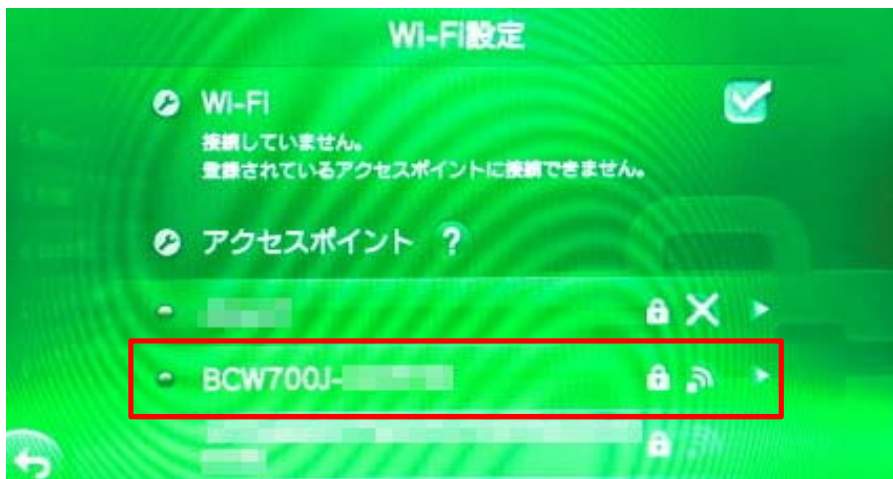 Wi-Fi設定
Wi-Fi
接続していません。
登録されているアクセスポイントに接続できません。
アクセスポイント ?
BCW700J-